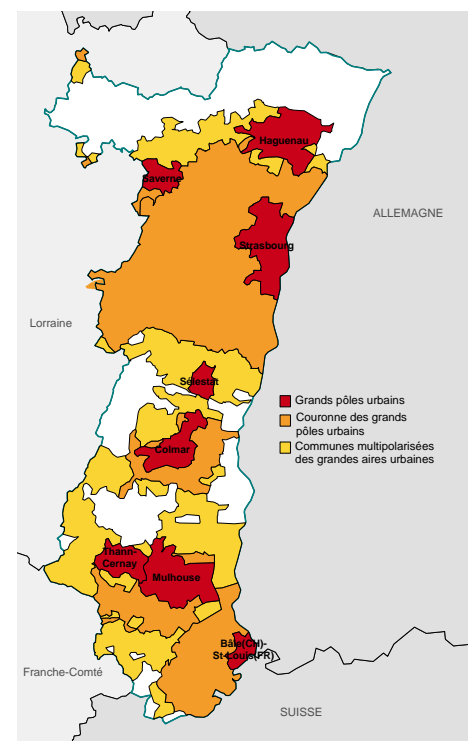 Haguenau
Saverne
ALLEMAGNE
Strasbourg
Lorraine
Sélestat
Grands pôles urbains
Couronne des grands
pôles urbains
Communes multipolarisées
des grandes aires urbaines
Colmar
Thann-
Cernay
Mulhouse
Bâle(CH)-
St-Louis(FR)
Franche-Comté
SUISSE